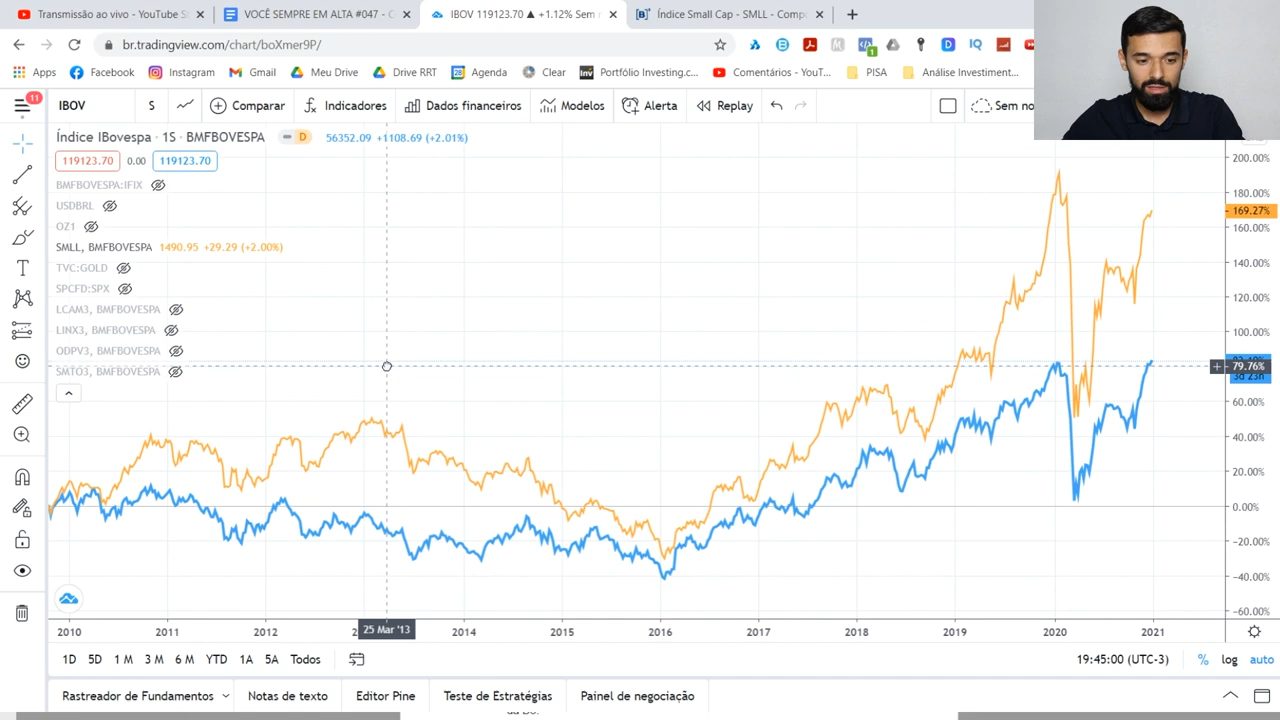 Transmissão ao vivo - YouTube S
VOCÊ SEMPRE EM ALTA #047 - G
IBOV 119123.70 ▲ +1.12% Sem n
Índice Small Cap - SMLL - Compo
br.tradingview.com/chart/boXmer9P/
Apps Facebook Instagram Gmail Meu Drive Drive RRT Agenda Clear Portfólio Investing.c... Comentários - YouT... PISA Análise Investiment...
11
IBOV S Comparar Indicadores Dados financeiros Modelos Alerta Replay Sem no
Índice IBovespa · 1S · BMFBOVESPA D 56352.09 +1108.69 (+2.01%)
119123.70 0.00 119123.70
BMFBOVESPA:IFIX
USDBRL
OZ1
SMLL, BMFBOVESPA 1490.95 +29.29 (+2.00%)
TVC:GOLD
SPCFD:SPX
LCAM3, BMFBOVESPA
LINX3, BMFBOVESPA
ODPV3, BMFBOVESPA
SMTO3, BMFBOVESPA
200.00%
180.00%
169.27%
160.00%
140.00%
120.00%
100.00%
79.76%
60.00%
40.00%
20.00%
0.00%
-20.00%
-40.00%
-60.00%
2010 2011 2012 25 Mar '13 2014 2015 2016 2017 2018 2019 2020 2021
1D 5D 1 M 3 M 6 M YTD 1A 5A Todos 19:45:00 (UTC-3) % log auto
Rastreador de Fundamentos Notas de texto Editor Pine Teste de Estratégias Painel de negociação